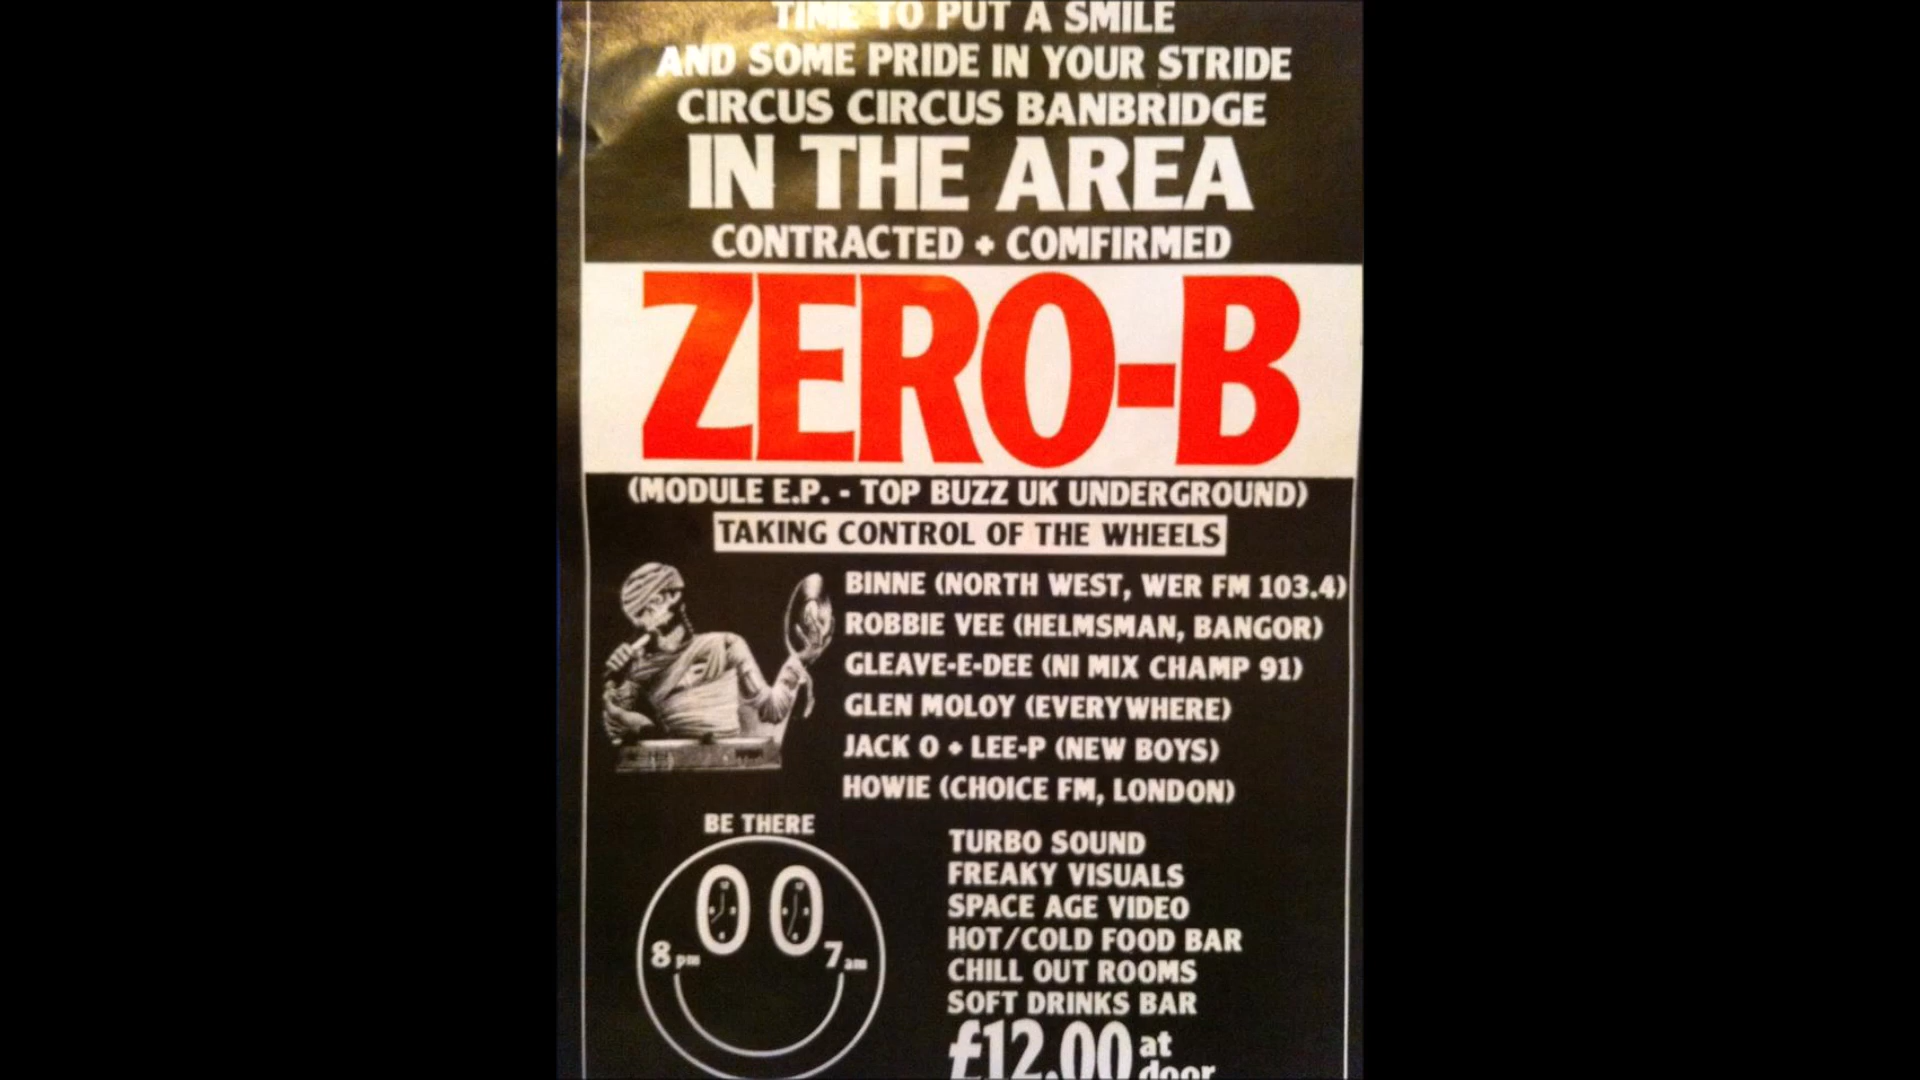 TIME TO PUT A SMILE
AND SOME PRIDE IN YOUR STRIDE
CIRCUS CIRCUS BANBRIDGE
IN THE AREA
CONTRACTED + COMFIRMED
ZERO-B
(MODULE E.P. - TOP BUZZ UK UNDERGROUND)
TAKING CONTROL OF THE WHEELS
BINNE (NORTH WEST, WER FM 103.4)
ROBBIE VEE (HELMSMAN, BANGOR)
GLEAVE-E-DEE (NI MIX CHAMP 91)
GLEN MOLOY (EVERYWHERE)
JACK O + LEE-P (NEW BOYS)
HOWIE (CHOICE FM, LONDON)
BE THERE
8pm
7am
TURBO SOUND
FREAKY VISUALS
SPACE AGE VIDEO
HOT/COLD FOOD BAR
CHILL OUT ROOMS
SOFT DRINKS BAR
£12.00 at
door